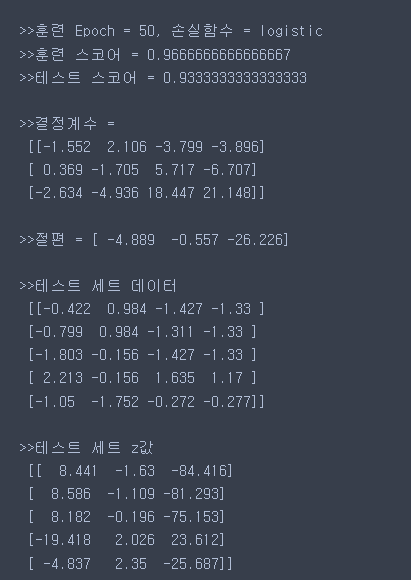 >>훈련 Epoch = 50, 손실함수 = logistic
>>훈련 스코어 = 0.9666666666666667
>>테스트 스코어 = 0.9333333333333333
>>결정계수 =
[[-1.552  2.106 -3.799 -3.896]
[ 0.369 -1.705  5.717 -6.707]
[-2.634 -4.936 18.447 21.148]]
>>절편 = [ -4.889  -0.557 -26.226]
>>테스트 세트 데이터
[[-0.422  0.984 -1.427 -1.33 ]
[-0.799  0.984 -1.311 -1.33 ]
[-1.803 -0.156 -1.427 -1.33 ]
[ 2.213 -0.156  1.635  1.17 ]
[-1.05  -1.752 -0.272 -0.277]]
>>테스트 세트 z값
[[  8.441  -1.63  -84.416]
[  8.586  -1.109 -81.293]
[  8.182  -0.196 -75.153]
[-19.418   2.026  23.612]
[ -4.837   2.35  -25.687]]